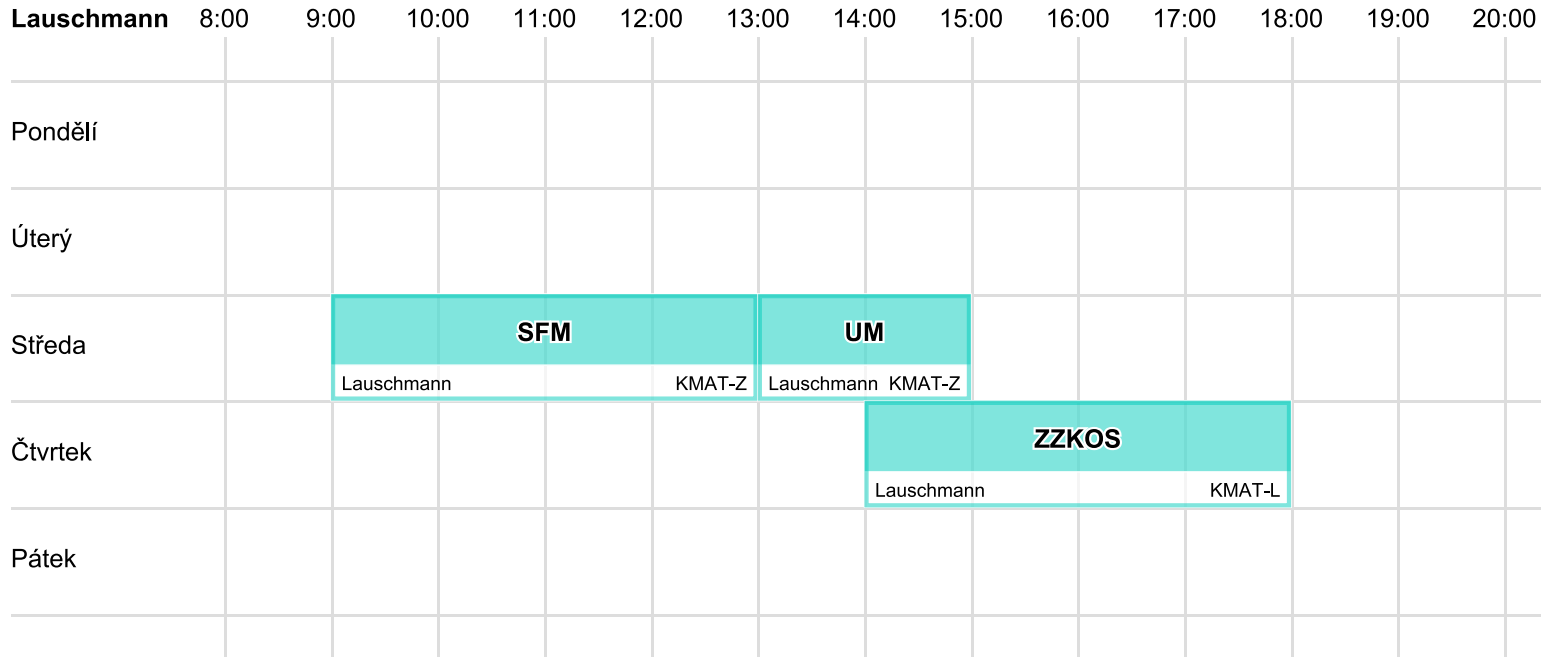 Lauschmann 8:00 9:00 10:00 11:00 12:00 13:00 14:00 15:00 16:00 17:00 18:00 19:00 20:00
Pondělí
Úterý
Středa
SFM
Lauschmann KMAT-Z
UM
Lauschmann KMAT-Z
Čtvrtek
ZZKOS
Lauschmann KMAT-L
Pátek